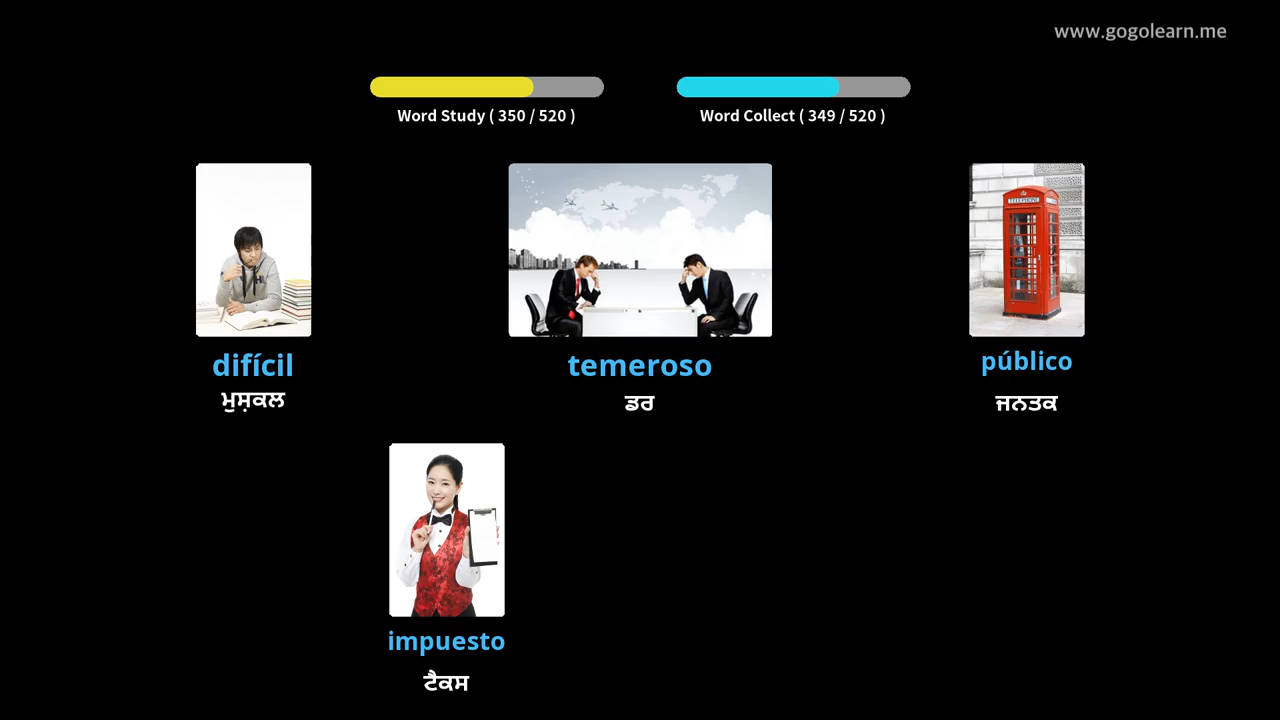 www.gogolearn.me
Word Study ( 350 / 520 )
Word Collect ( 349 / 520 )
TELEPHONE
difícil
ਮੁਸ਼ਕਲ
temeroso
ਡਰ
público
ਜਨਤਕ
impuesto
ਟੈਕਸ